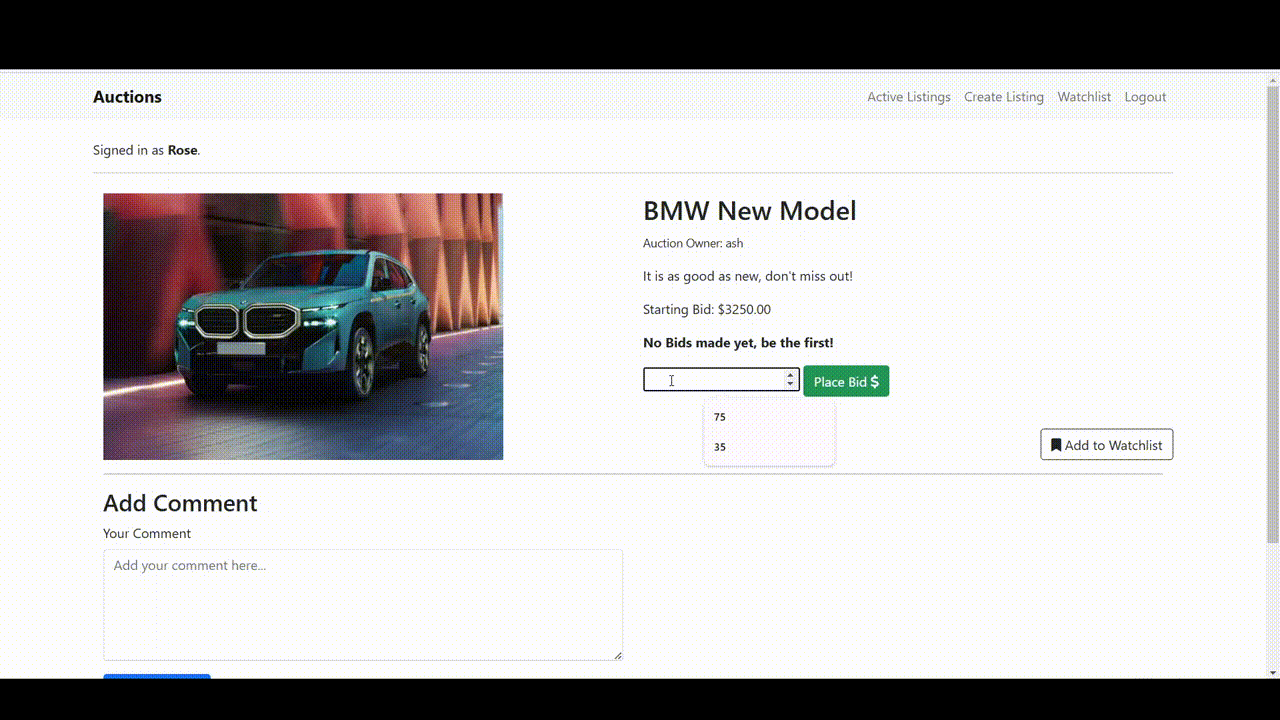 Auctions
Active Listings Create Listing Watchlist Logout
Signed in as Rose.
BMW New Model
Auction Owner: ash
It is as good as new, don't miss out!
Starting Bid: $3250.00
No Bids made yet, be the first!
Place Bid $
75
35
Add to Watchlist
Add Comment
Your Comment
Add your comment here...